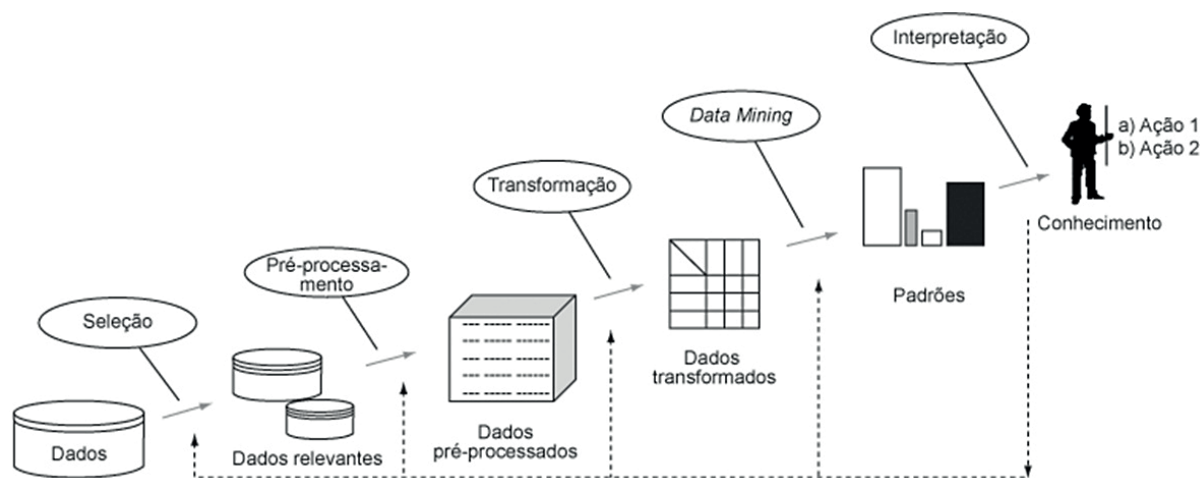 Interpretação
Data Mining
a) Ação 1
b) Ação 2
Transformação
Conhecimento
Pré-processa-
mento
Padrões
Seleção
Dados
transformados
Dados
pré-processados
Dados relevantes
Dados